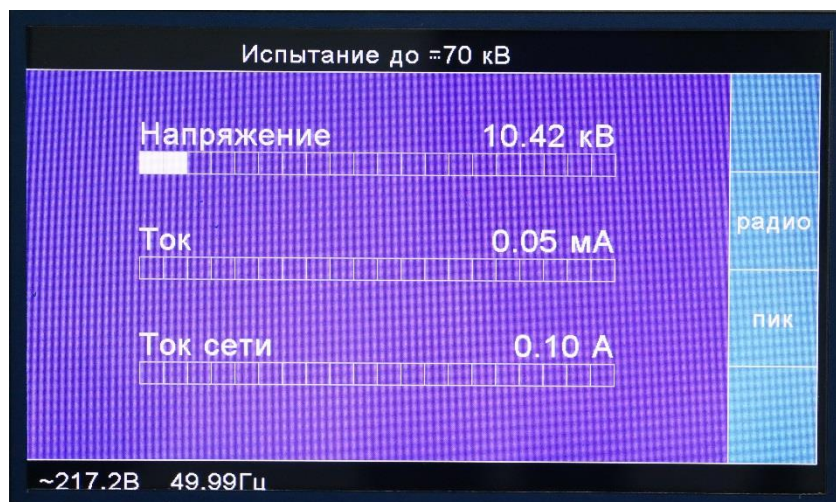 Испытание до =70 кВ
Напряжение 10.42 кВ
радио
Ток 0.05 мА
пик
Ток сети 0.10 А
~217.2В 49.99Гц